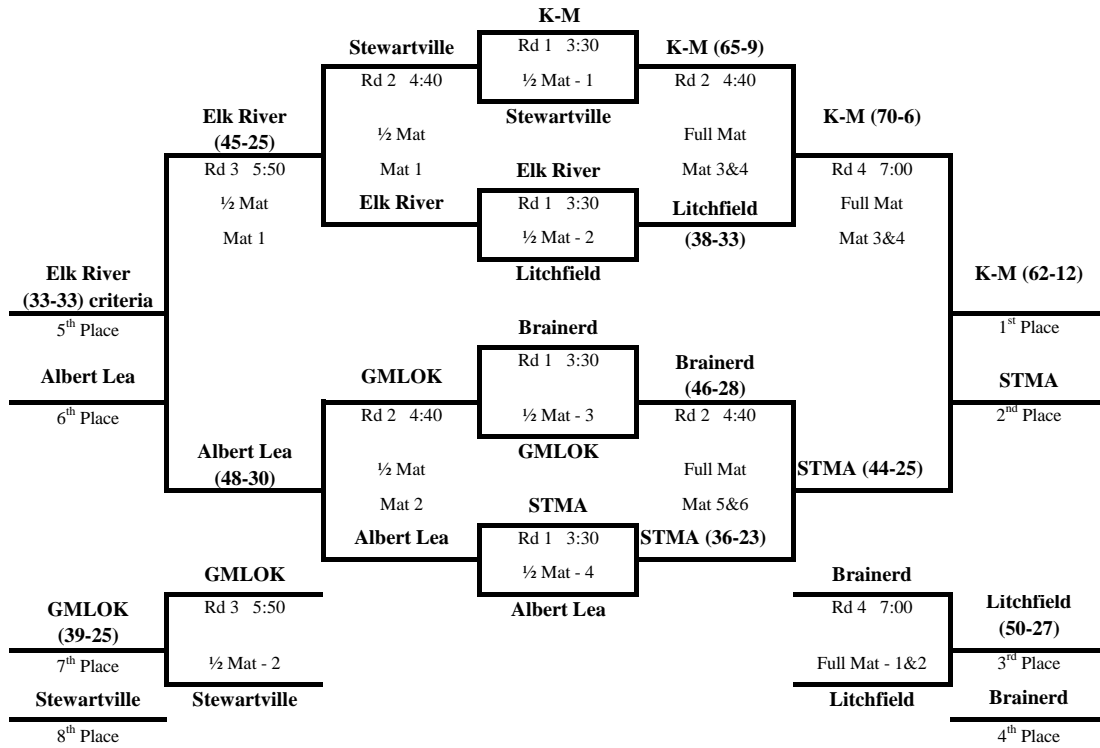 K-M
Stewartville
Rd 1 3:30
K-M (65-9)
Rd 2 4:40
½ Mat - 1
Rd 2 4:40
Elk River
(45-25)
Stewartville
K-M (70-6)
½ Mat
Full Mat
Rd 3 5:50
Mat 1
Elk River
Mat 3&4
Rd 4 7:00
½ Mat
Elk River
Rd 1 3:30
Litchfield
(38-33)
Full Mat
Mat 1
½ Mat - 2
Mat 3&4
Elk River
(33-33) criteria
Litchfield
K-M (62-12)
5th Place
Brainerd
1st Place
Albert Lea
GMLOK
Rd 1 3:30
Brainerd
(46-28)
STMA
6th Place
Rd 2 4:40
½ Mat - 3
Rd 2 4:40
2nd Place
Albert Lea
(48-30)
GMLOK
½ Mat
Full Mat
STMA (44-25)
Mat 2
STMA
Mat 5&6
Albert Lea
Rd 1 3:30
STMA (36-23)
½ Mat - 4
GMLOK
Albert Lea
Brainerd
GMLOK
(39-25)
Rd 3 5:50
Rd 4 7:00
Litchfield
(50-27)
7th Place
½ Mat - 2
Full Mat - 1&2
3rd Place
Stewartville
Stewartville
Litchfield
Brainerd
8th Place
4th Place